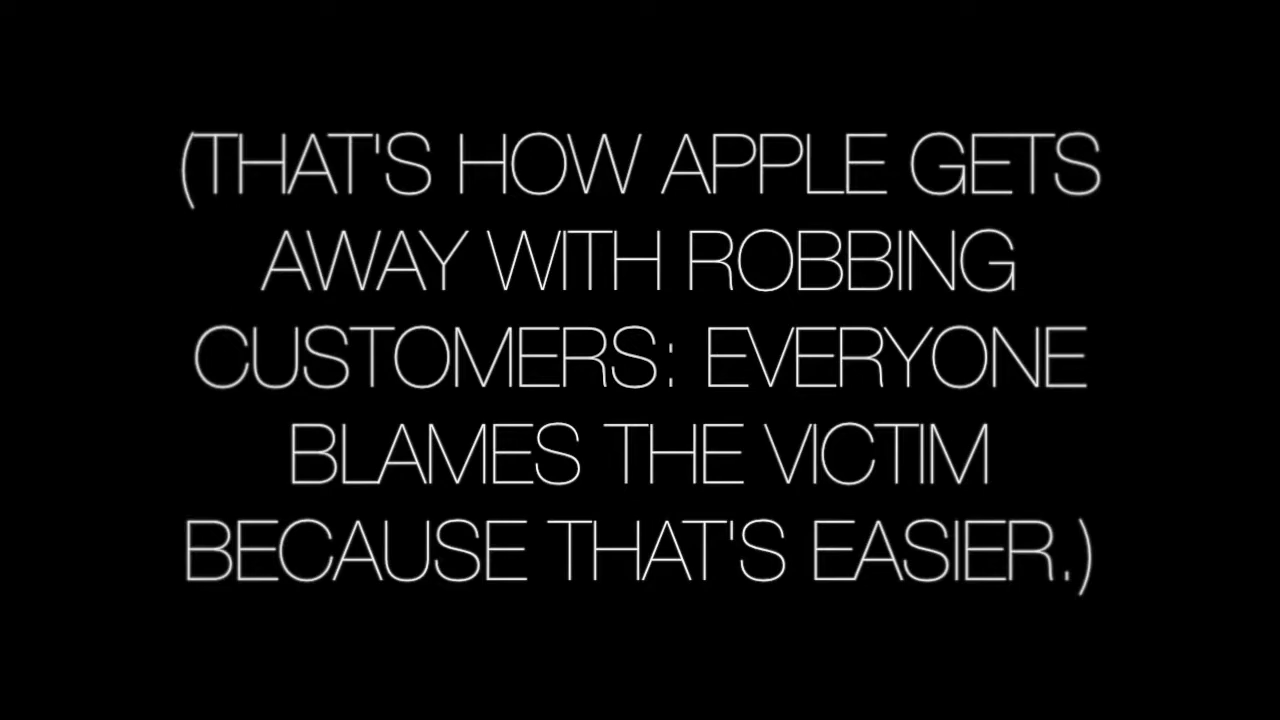 (THAT'S HOW APPLE GETS
AWAY WITH ROBBING
CUSTOMERS: EVERYONE
BLAMES THE VICTIM
BECAUSE THAT'S EASIER.)